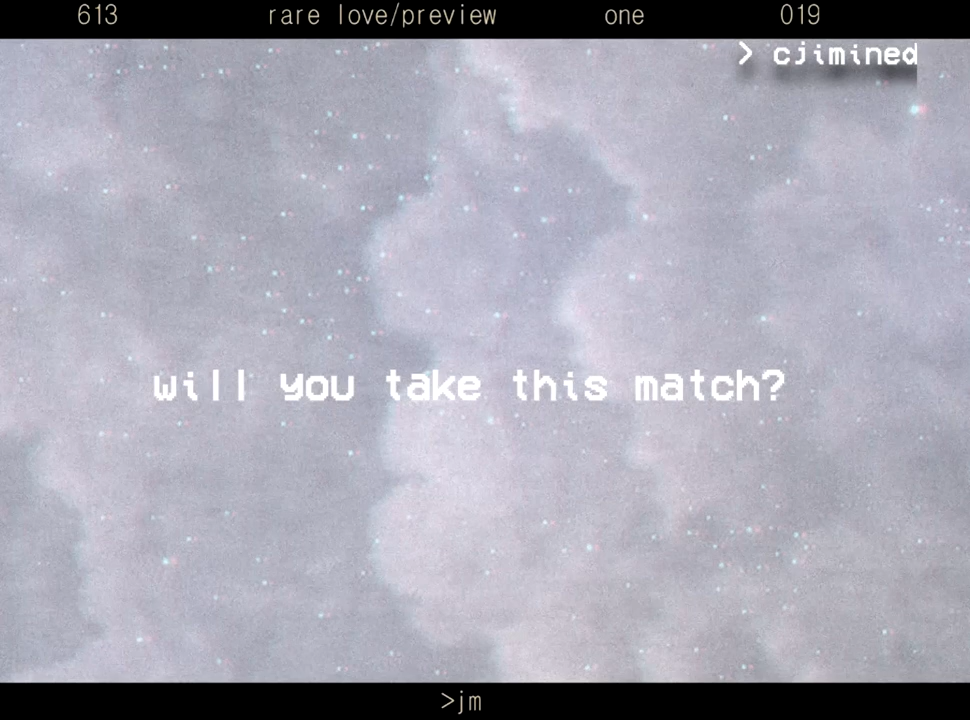 613 rare love/preview one 019
> cjimined
will you take this match?
>jm